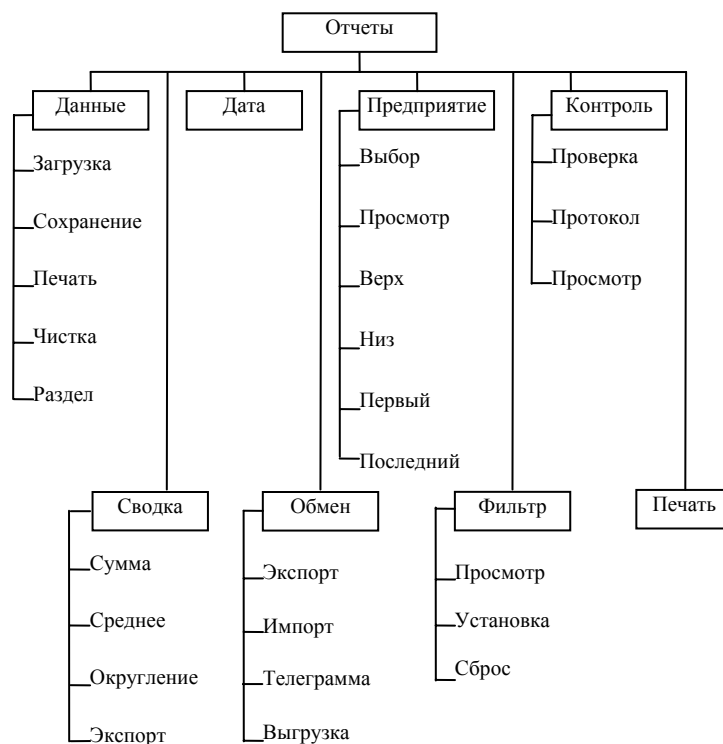 Отчеты
Данные
Загрузка
Сохранение
Печать
Чистка
Раздел
Дата
Предприятие
Выбор
Просмотр
Верх
Низ
Первый
Последний
Контроль
Проверка
Протокол
Просмотр
Сводка
Сумма
Среднее
Округление
Экспорт
Обмен
Экспорт
Импорт
Телеграмма
Выгрузка
Фильтр
Просмотр
Установка
Сброс
Печать